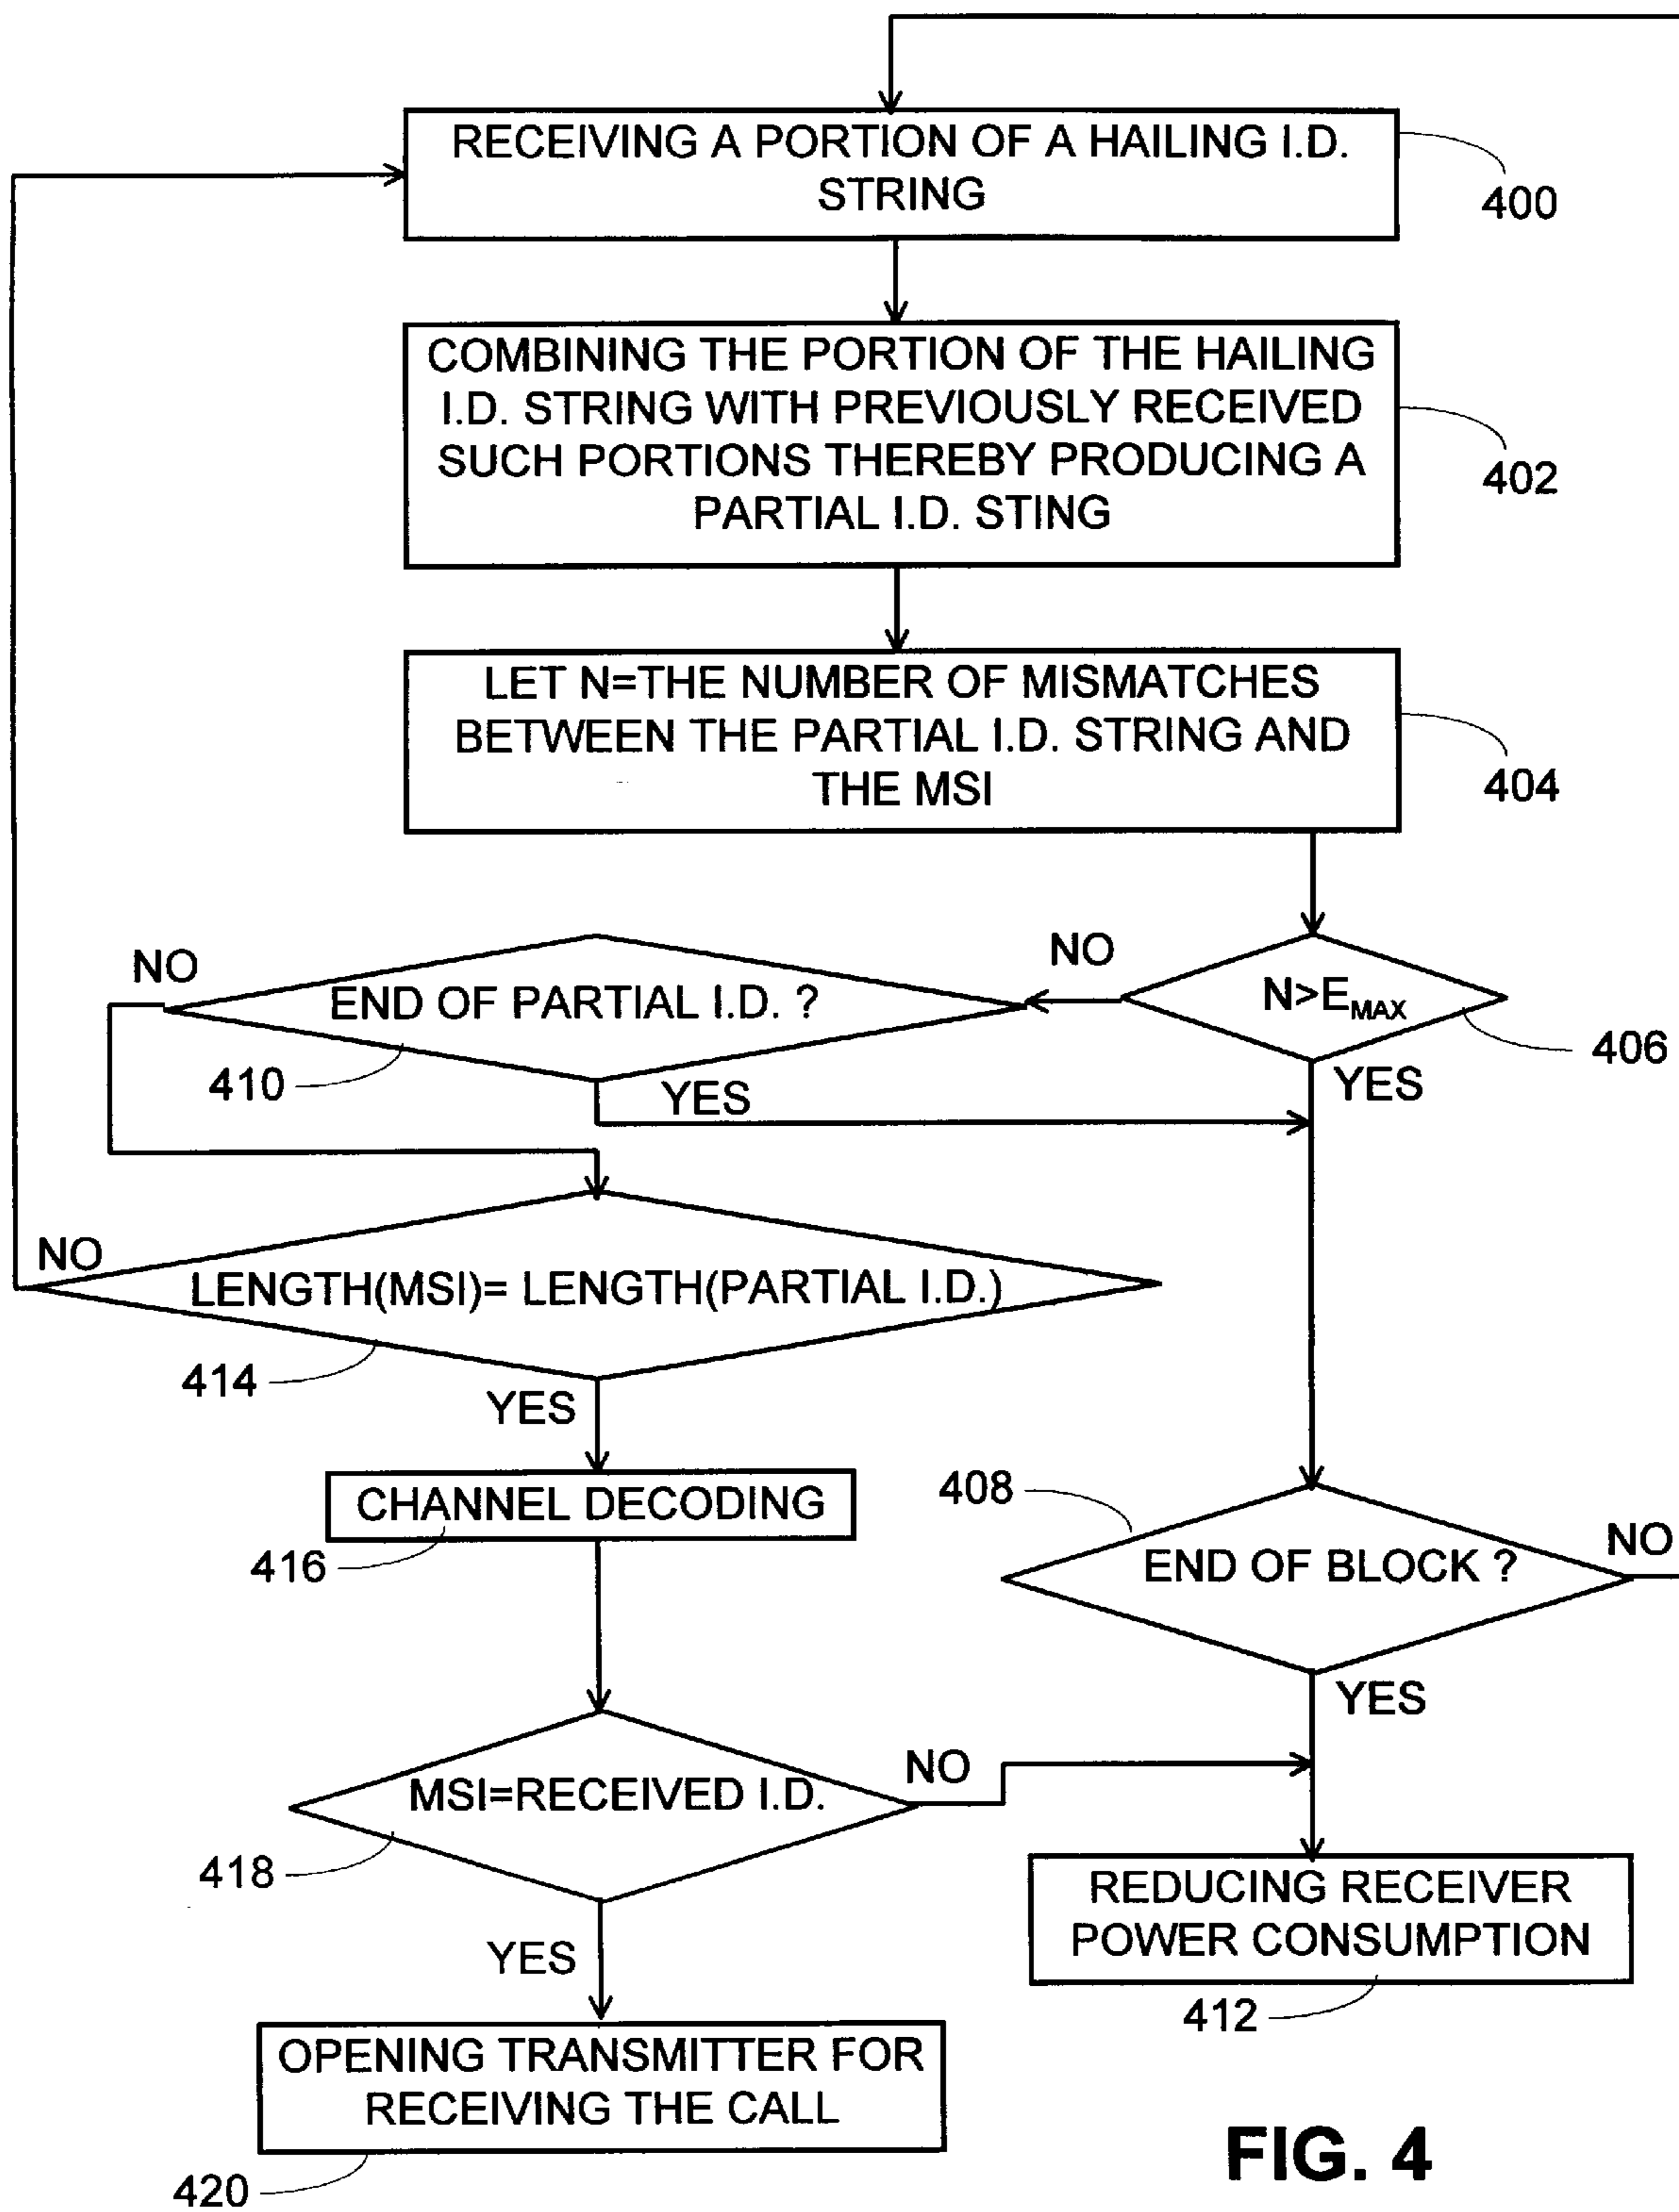 RECEIVING A PORTION OF A HAILING I.D.
STRING
400
COMBINING THE PORTION OF THE HAILING
I.D. STRING WITH PREVIOUSLY RECEIVED
SUCH PORTIONS THEREBY PRODUCING A
PARTIAL I.D. STING
402
LET N=THE NUMBER OF MISMATCHES
BETWEEN THE PARTIAL I.D. STRING AND
THE MSI
404
NO
END OF PARTIAL I.D. ?
410
YES
NO
N>EMAX
406
YES
NO
LENGTH(MSI)= LENGTH(PARTIAL I.D.)
414
YES
CHANNEL DECODING
416
408
END OF BLOCK ?
NO
YES
MSI=RECEIVED I.D.
NO
418
YES
REDUCING RECEIVER
POWER CONSUMPTION
412
OPENING TRANSMITTER FOR
RECEIVING THE CALL
420
FIG. 4